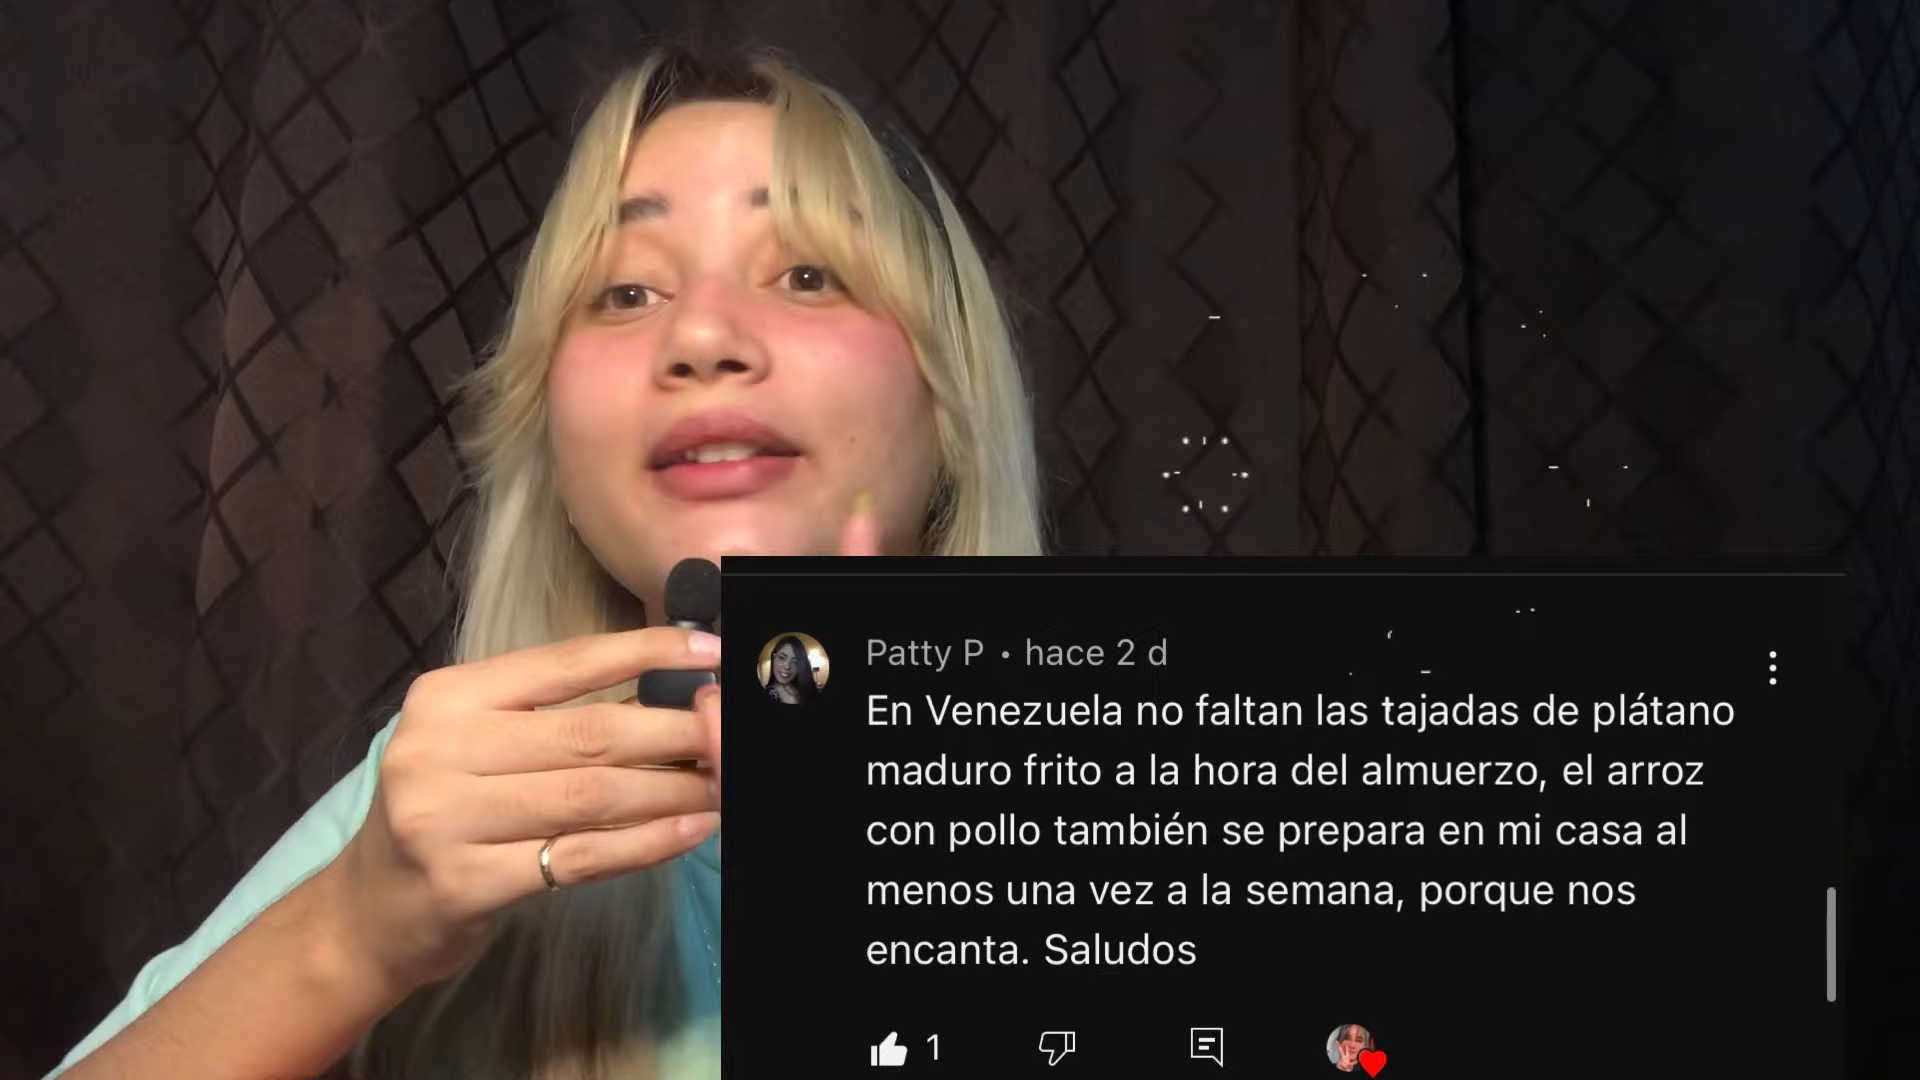 Patty P • hace 2 d
En Venezuela no faltan las tajadas de plátano
maduro frito a la hora del almuerzo, el arroz
con pollo también se prepara en mi casa al
menos una vez a la semana, porque nos
encanta. Saludos
1